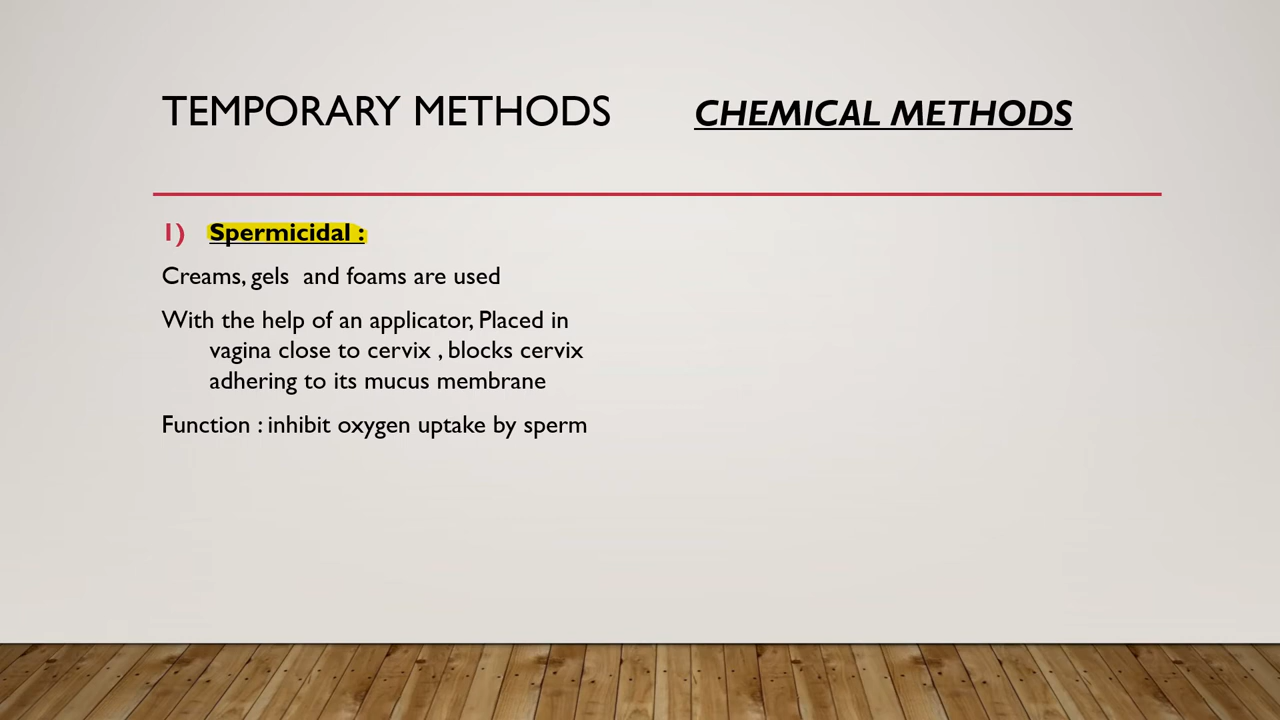 TEMPORARY METHODS CHEMICAL METHODS
1) Spermicidal :
Creams, gels and foams are used
With the help of an applicator, Placed in
vagina close to cervix , blocks cervix
adhering to its mucus membrane
Function : inhibit oxygen uptake by sperm